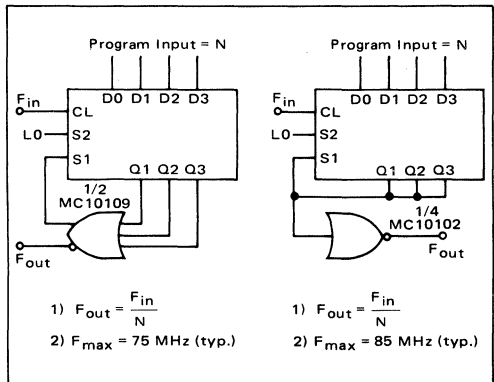 Program Input = N
D0 D1 D2 D3
Fin
CL
LO
S2
S1
Q1 Q2 Q3
1/2
MC10109
Fout
1) Fout = Fin
N
2) Fmax = 75 MHz (typ.)
Program Input = N
D0 D1 D2 D3
Fin
CL
LO
S2
S1
Q1 Q2 Q3
1/4
MC10102
Fout
1) Fout = Fin
N
2) Fmax = 85 MHz (typ.)